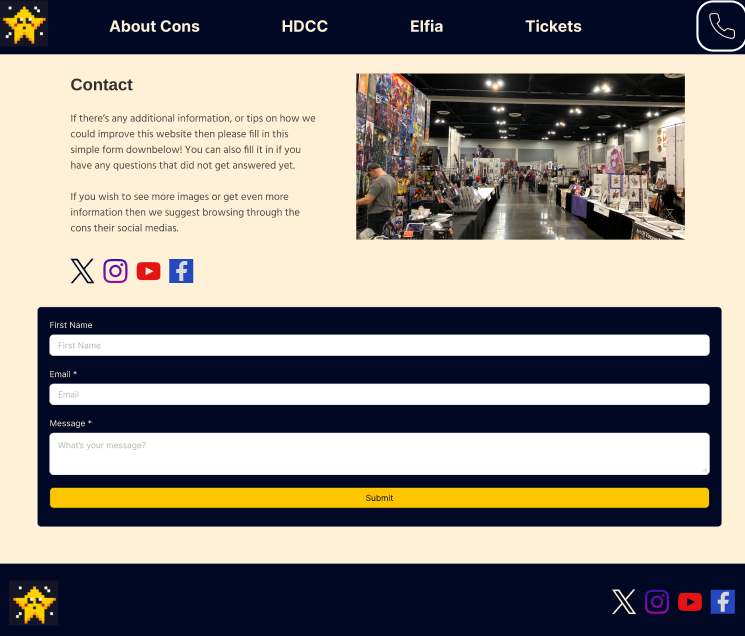 About Cons HDCC Elfia Tickets
Contact
If there's any additional information, or tips on how we
could improve this website then please fill in this
simple form downbelow! You can also fill it in if you
have any questions that did not get answered yet.
If you wish to see more images or get even more
information then we suggest browsing through the
cons their social medias.
First Name
First Name
Email *
Email
Message *
What's your message?
Submit